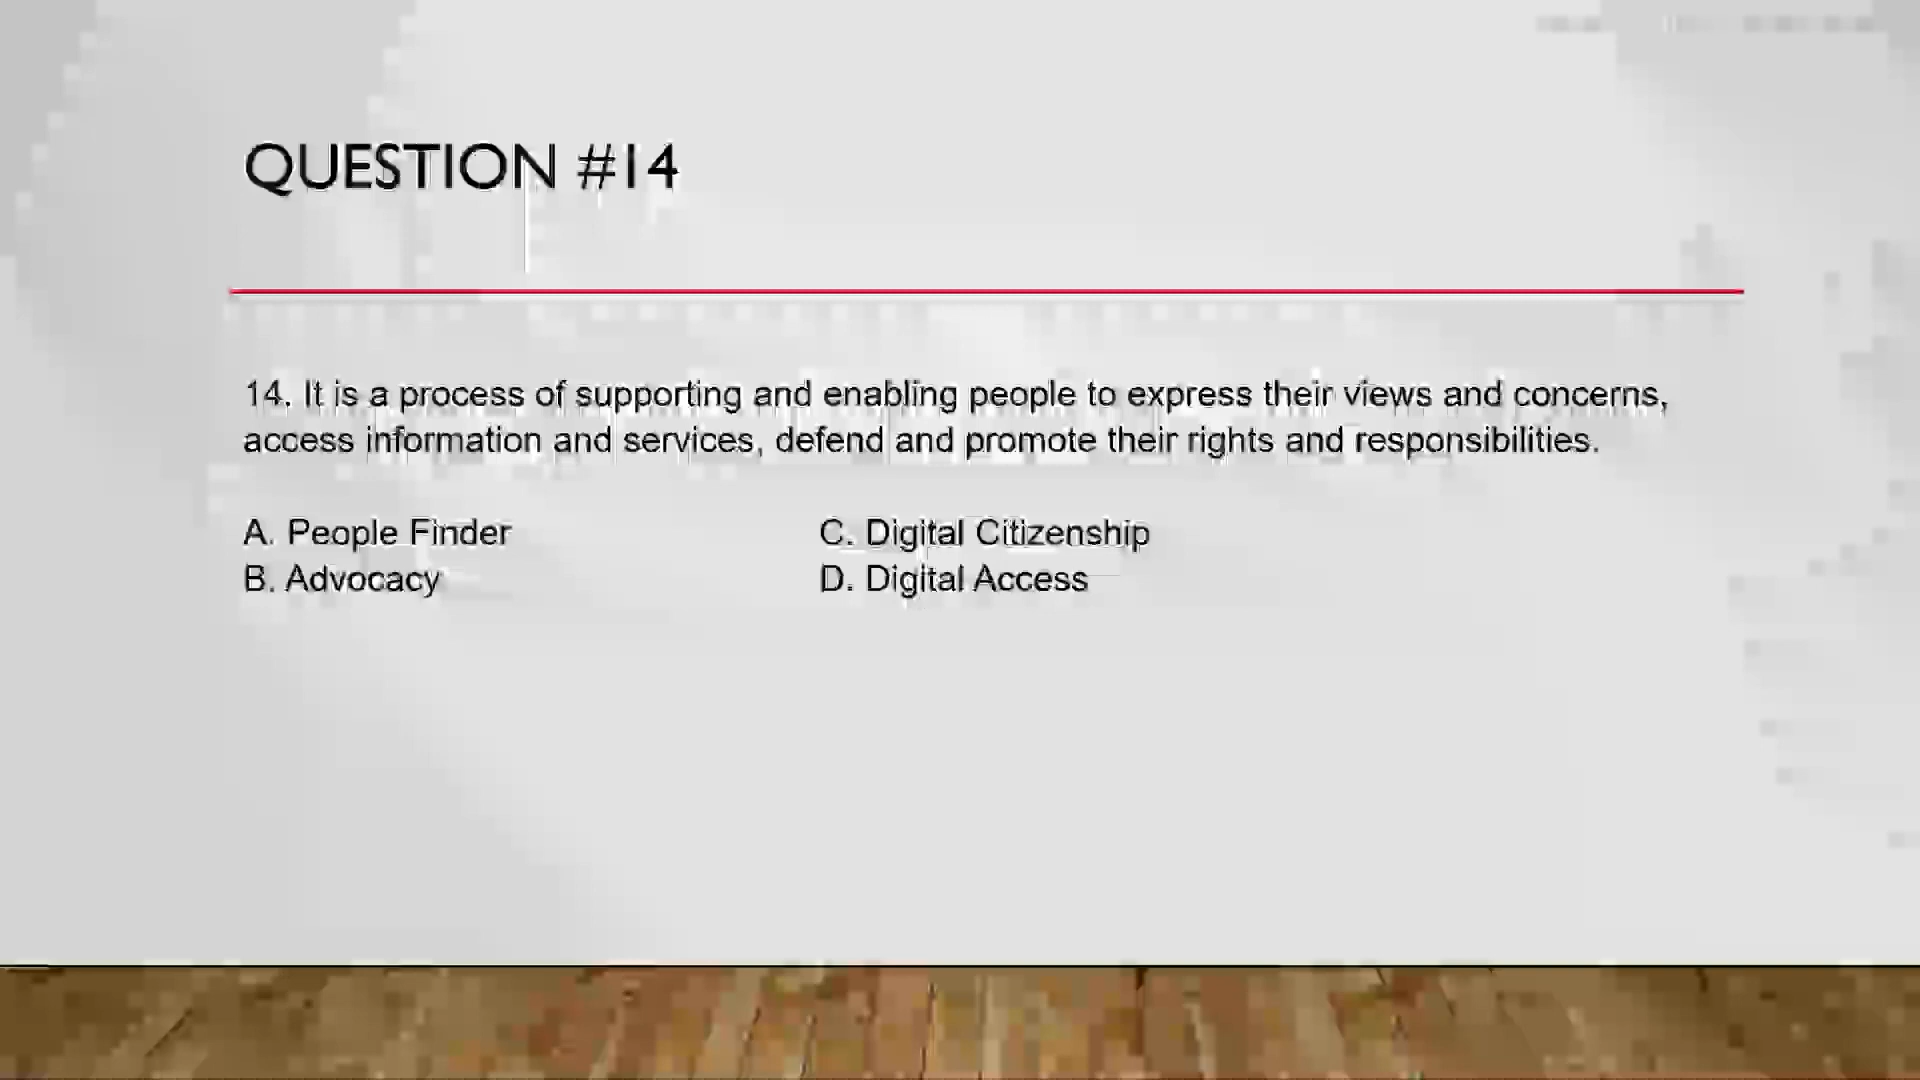 QUESTION #14
14. It is a process of supporting and enabling people to express their views and concerns,
access information and services, defend and promote their rights and responsibilities.
A. People Finder
C. Digital Citizenship
B. Advocacy
D. Digital Access